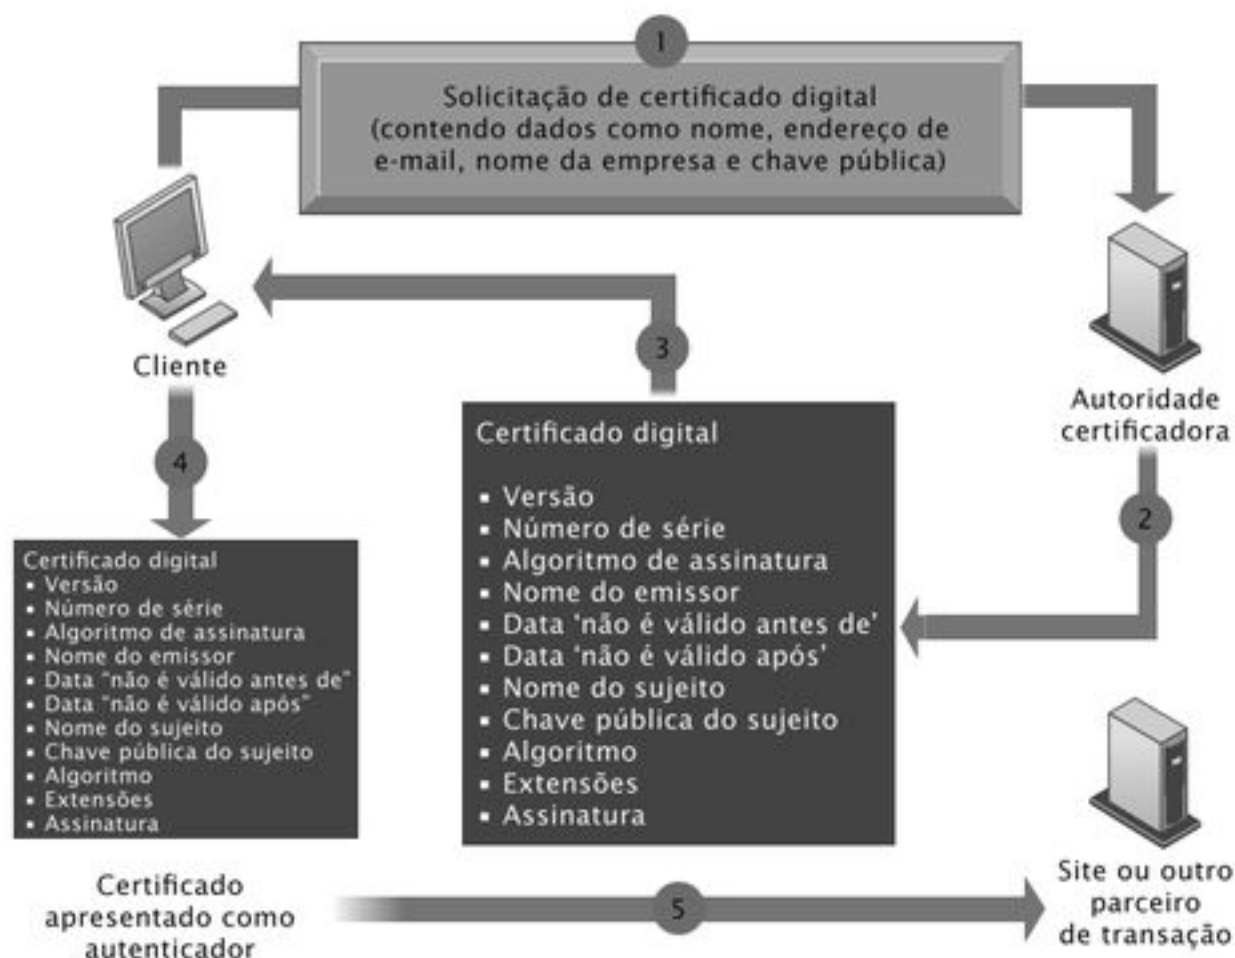 1
Solicitação de certificado digital
(contendo dados como nome, endereço de
e-mail, nome da empresa e chave pública)
Cliente
3
Autoridade
certificadora
4
2
Certificado digital
▪ Versão
▪ Número de série
▪ Algoritmo de assinatura
▪ Nome do emissor
▪ Data ‘não é válido antes de’
▪ Data ‘não é válido após’
▪ Nome do sujeito
▪ Chave pública do sujeito
▪ Algoritmo
▪ Extensões
▪ Assinatura
Certificado digital
▪ Versão
▪ Número de série
▪ Algoritmo de assinatura
▪ Nome do emissor
▪ Data “não é válido antes de”
▪ Data “não é válido após”
▪ Nome do sujeito
▪ Chave pública do sujeito
▪ Algoritmo
▪ Extensões
▪ Assinatura
Certificado
apresentado como
autenticador
5
Site ou outro
parceiro
de transação